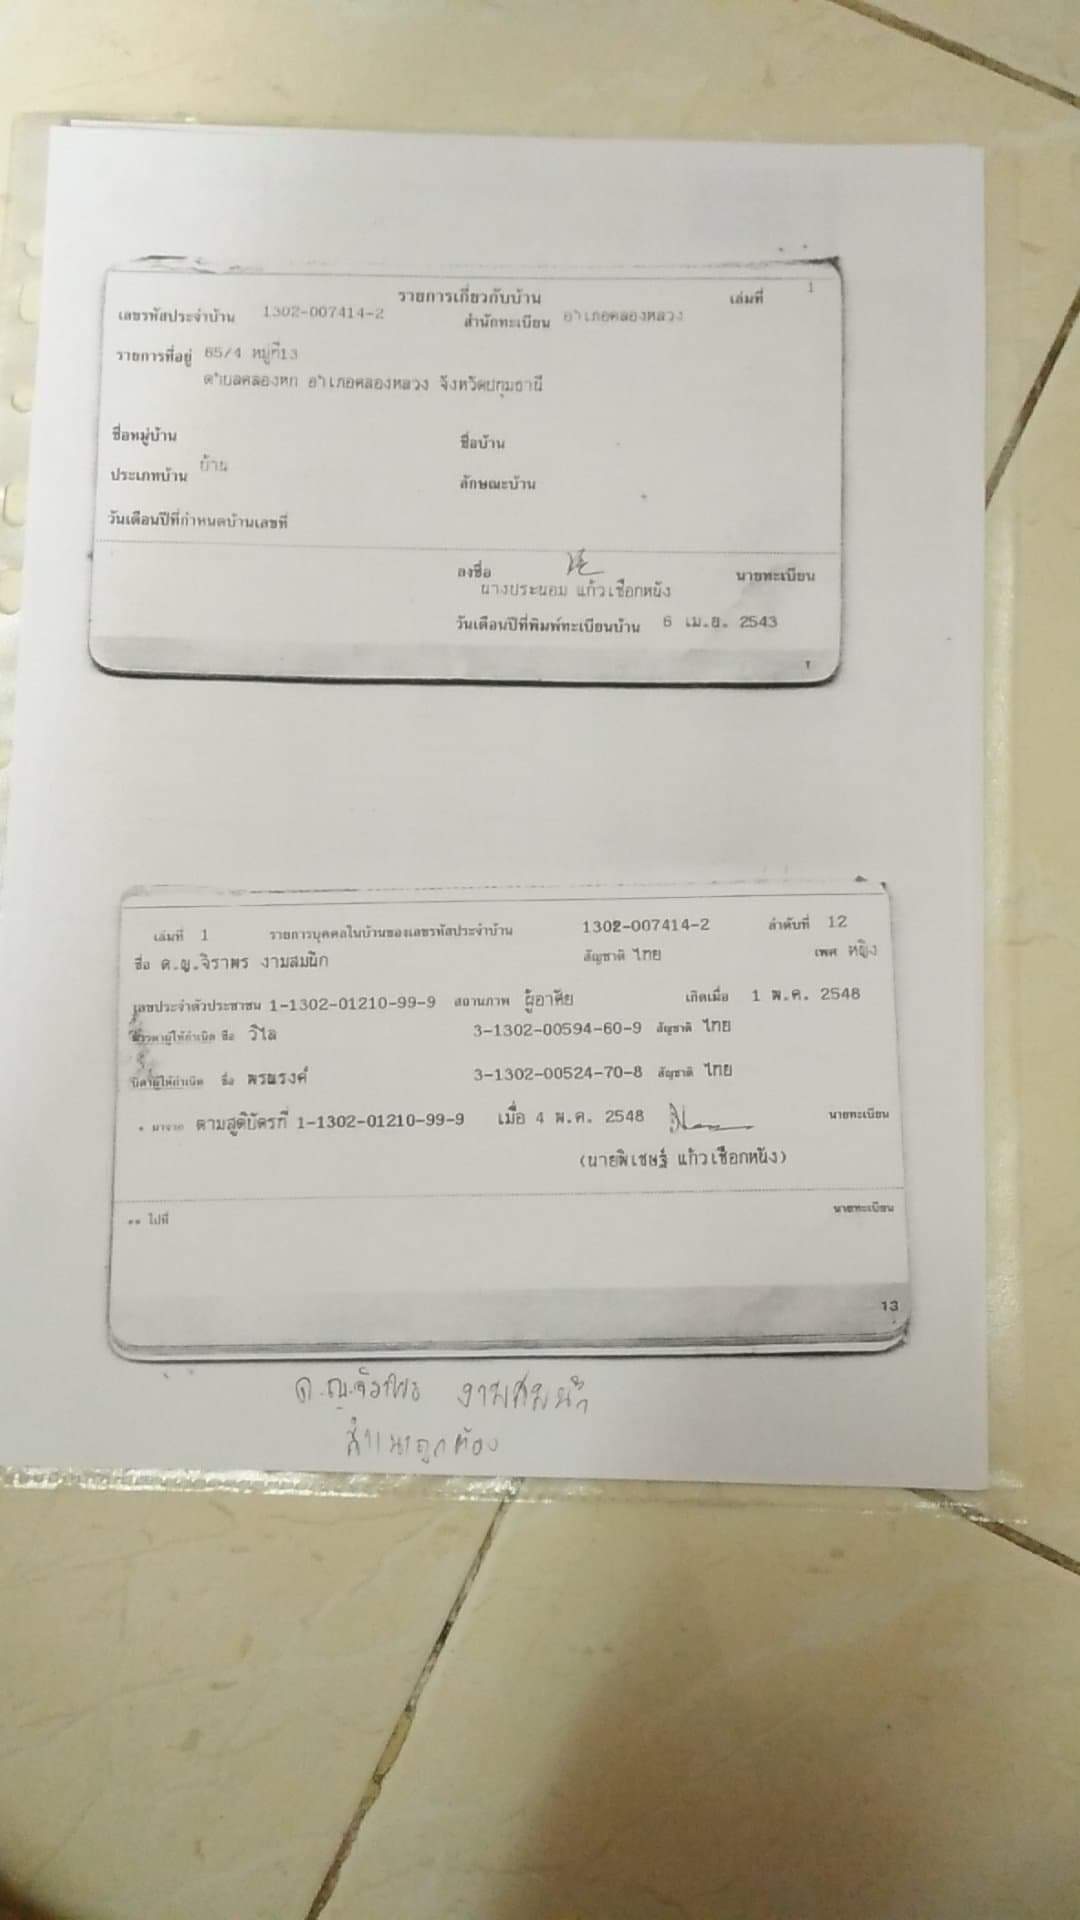 รายการเกี่ยวกับบ้าน เล่มที่ 1
เลขรหัสประจำบ้าน 1302-007414-2 สำนักทะเบียน อำเภอคลองหลวง
รายการที่อยู่ 65/4 หมู่ที่13
ตำบลคลองหก อำเภอคลองหลวง จังหวัดปทุมธานี
ชื่อหมู่บ้าน ชื่อบ้าน
ประเภทบ้าน บ้าน ลักษณะบ้าน
วันเดือนปีที่กำหนดบ้านเลขที่
ลงชื่อ นายทะเบียน
นางประนอม แก้วเชือกหนัง
วันเดือนปีที่พิมพ์ทะเบียนบ้าน 6 เม.ย. 2543
1
เล่มที่ 1 รายการบุคคลในบ้านของเลขรหัสประจำบ้าน 1302-007414-2 ลำดับที่ 12
ชื่อ ด.ญ.จิราพร งามสมนึก สัญชาติ ไทย เพศ หญิง
เลขประจำตัวประชาชน 1-1302-01210-99-9 สถานภาพ ผู้อาศัย เกิดเมื่อ 1 พ.ค. 2548
มารดาผู้ให้กำเนิด ชื่อ วิไล 3-1302-00594-60-9 สัญชาติ ไทย
บิดาผู้ให้กำเนิด ชื่อ พรณรงค์ 3-1302-00524-70-8 สัญชาติ ไทย
* มาจาก ตามสูติบัตรที่ 1-1302-01210-99-9 เมื่อ 4 พ.ค. 2548 นายทะเบียน
(นายพิเชษฐ์ แก้วเชือกหนัง)
** ไปที่ นายทะเบียน
13
ด.ญ.จิราพร งามสมนึก
สำเนาถูกต้อง